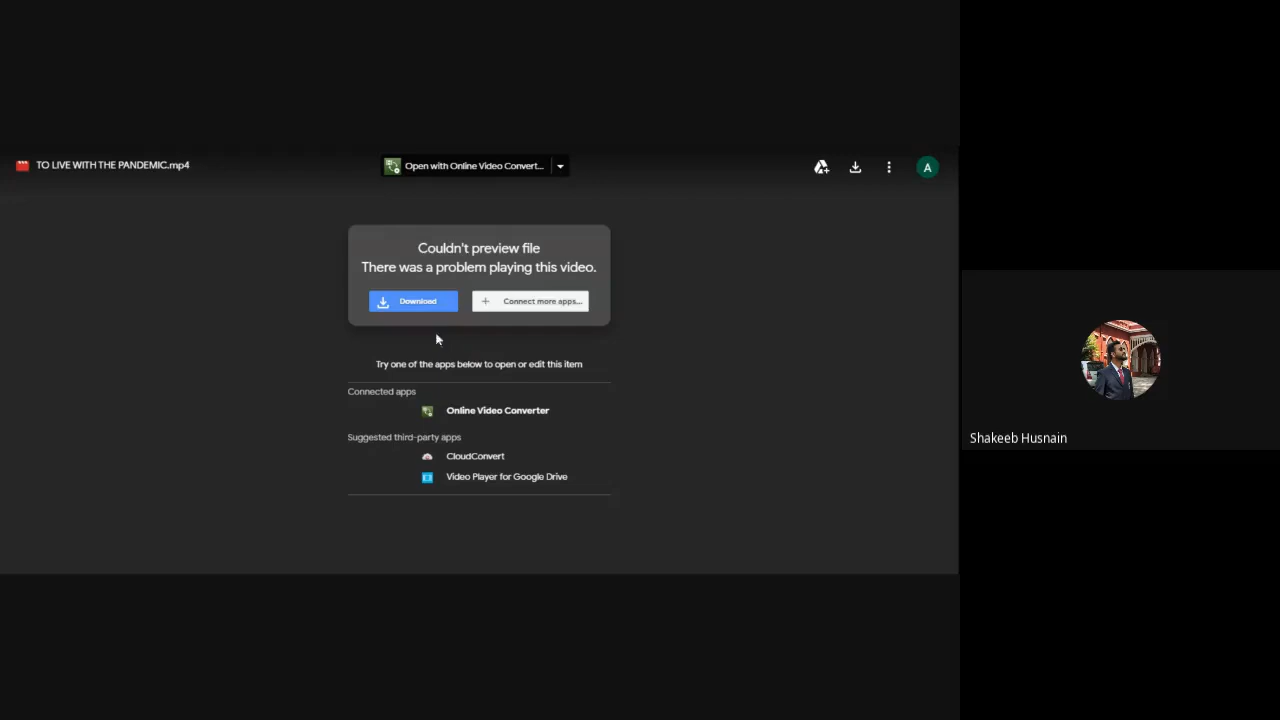 TO LIVE WITH THE PANDEMIC.mp4
Open with Online Video Convert...
A
Couldn't preview file
There was a problem playing this video.
Download
Connect more apps...
Try one of the apps below to open or edit this item
Connected apps
Online Video Converter
Suggested third-party apps
CloudConvert
Video Player for Google Drive
Shakeeb Husnain